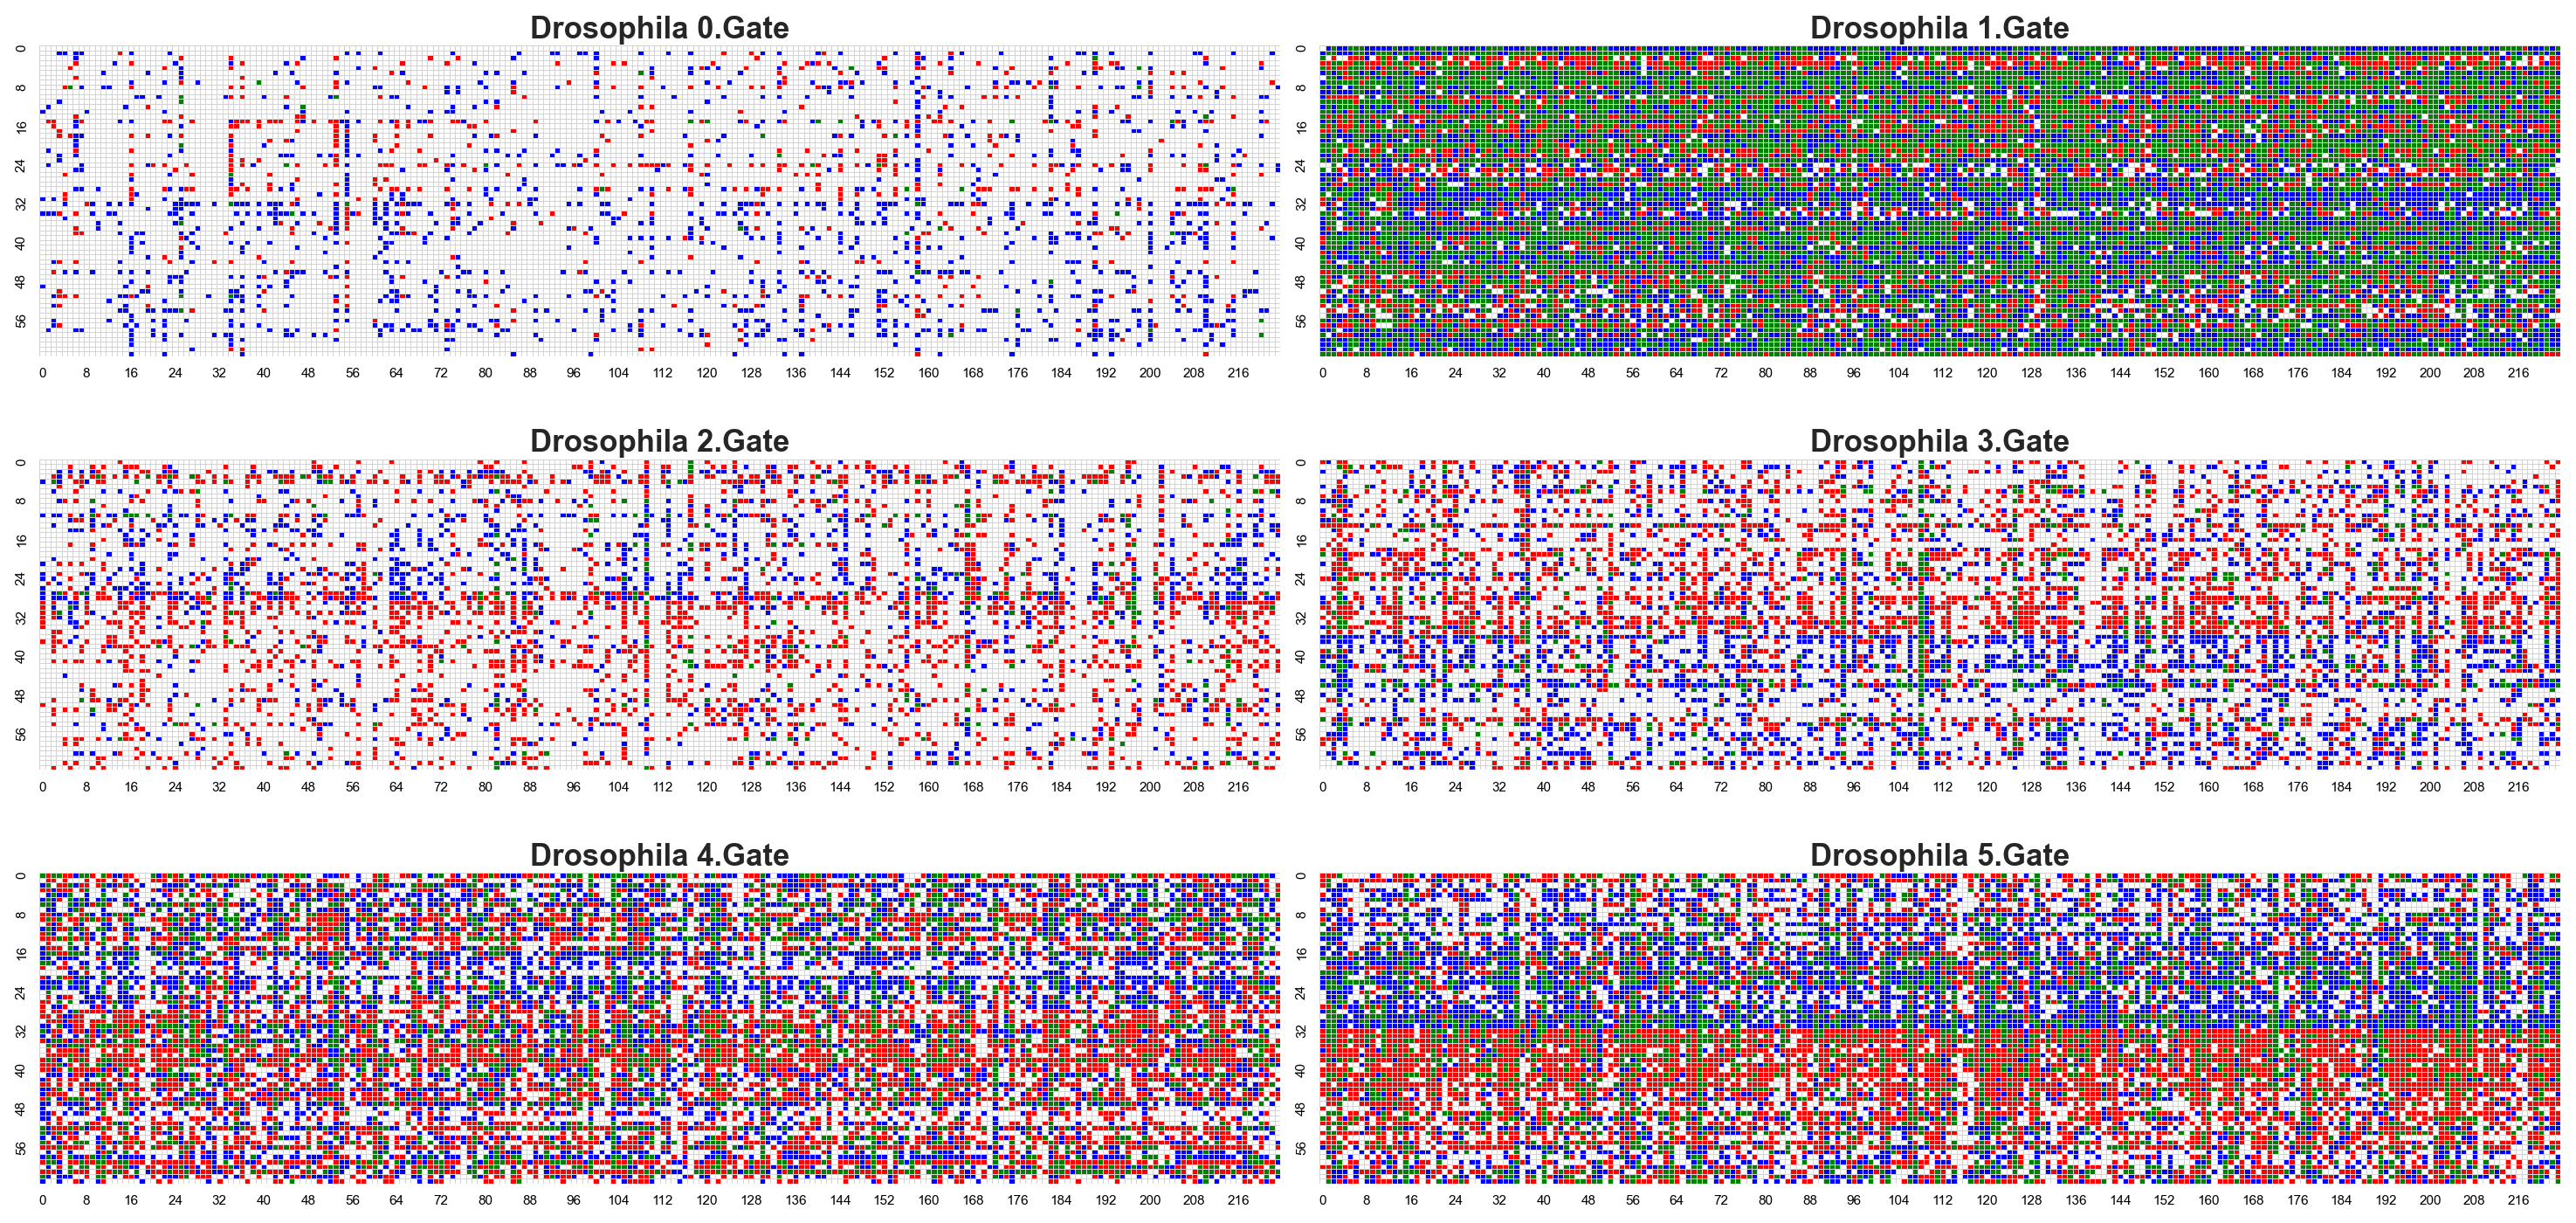 Drosophila 0.Gate
0 8 16 24 32 40 48 56
0 8 16 24 32 40 48 56 64 72 80 88 96 104 112 120 128 136 144 152 160 168 176 184 192 200 208 216
Drosophila 1.Gate
0 8 16 24 32 40 48 56
0 8 16 24 32 40 48 56 64 72 80 88 96 104 112 120 128 136 144 152 160 168 176 184 192 200 208 216
Drosophila 2.Gate
0 8 16 24 32 40 48 56
0 8 16 24 32 40 48 56 64 72 80 88 96 104 112 120 128 136 144 152 160 168 176 184 192 200 208 216
Drosophila 3.Gate
0 8 16 24 32 40 48 56
0 8 16 24 32 40 48 56 64 72 80 88 96 104 112 120 128 136 144 152 160 168 176 184 192 200 208 216
Drosophila 4.Gate
0 8 16 24 32 40 48 56
0 8 16 24 32 40 48 56 64 72 80 88 96 104 112 120 128 136 144 152 160 168 176 184 192 200 208 216
Drosophila 5.Gate
0 8 16 24 32 40 48 56
0 8 16 24 32 40 48 56 64 72 80 88 96 104 112 120 128 136 144 152 160 168 176 184 192 200 208 216